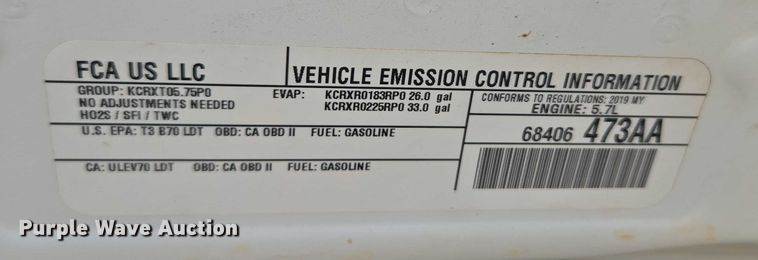 FCA US LLC
VEHICLE EMISSION CONTROL INFORMATION
GROUP: KCRXT05.75P0
NO ADJUSTMENTS NEEDED
HO2S / SFI / TWC
EVAP: KCRXR0183RP0 26.0 gal
KCRXR0225RP0 33.0 gal
CONFORMS TO REGULATIONS: 2019 MY
ENGINE: 5.7L
U.S. EPA: T3 B70 LDT OBD: CA OBD II FUEL: GASOLINE
68406 473AA
CA: ULEV70 LDT OBD: CA OBD II FUEL: GASOLINE
Purple Wave Auction